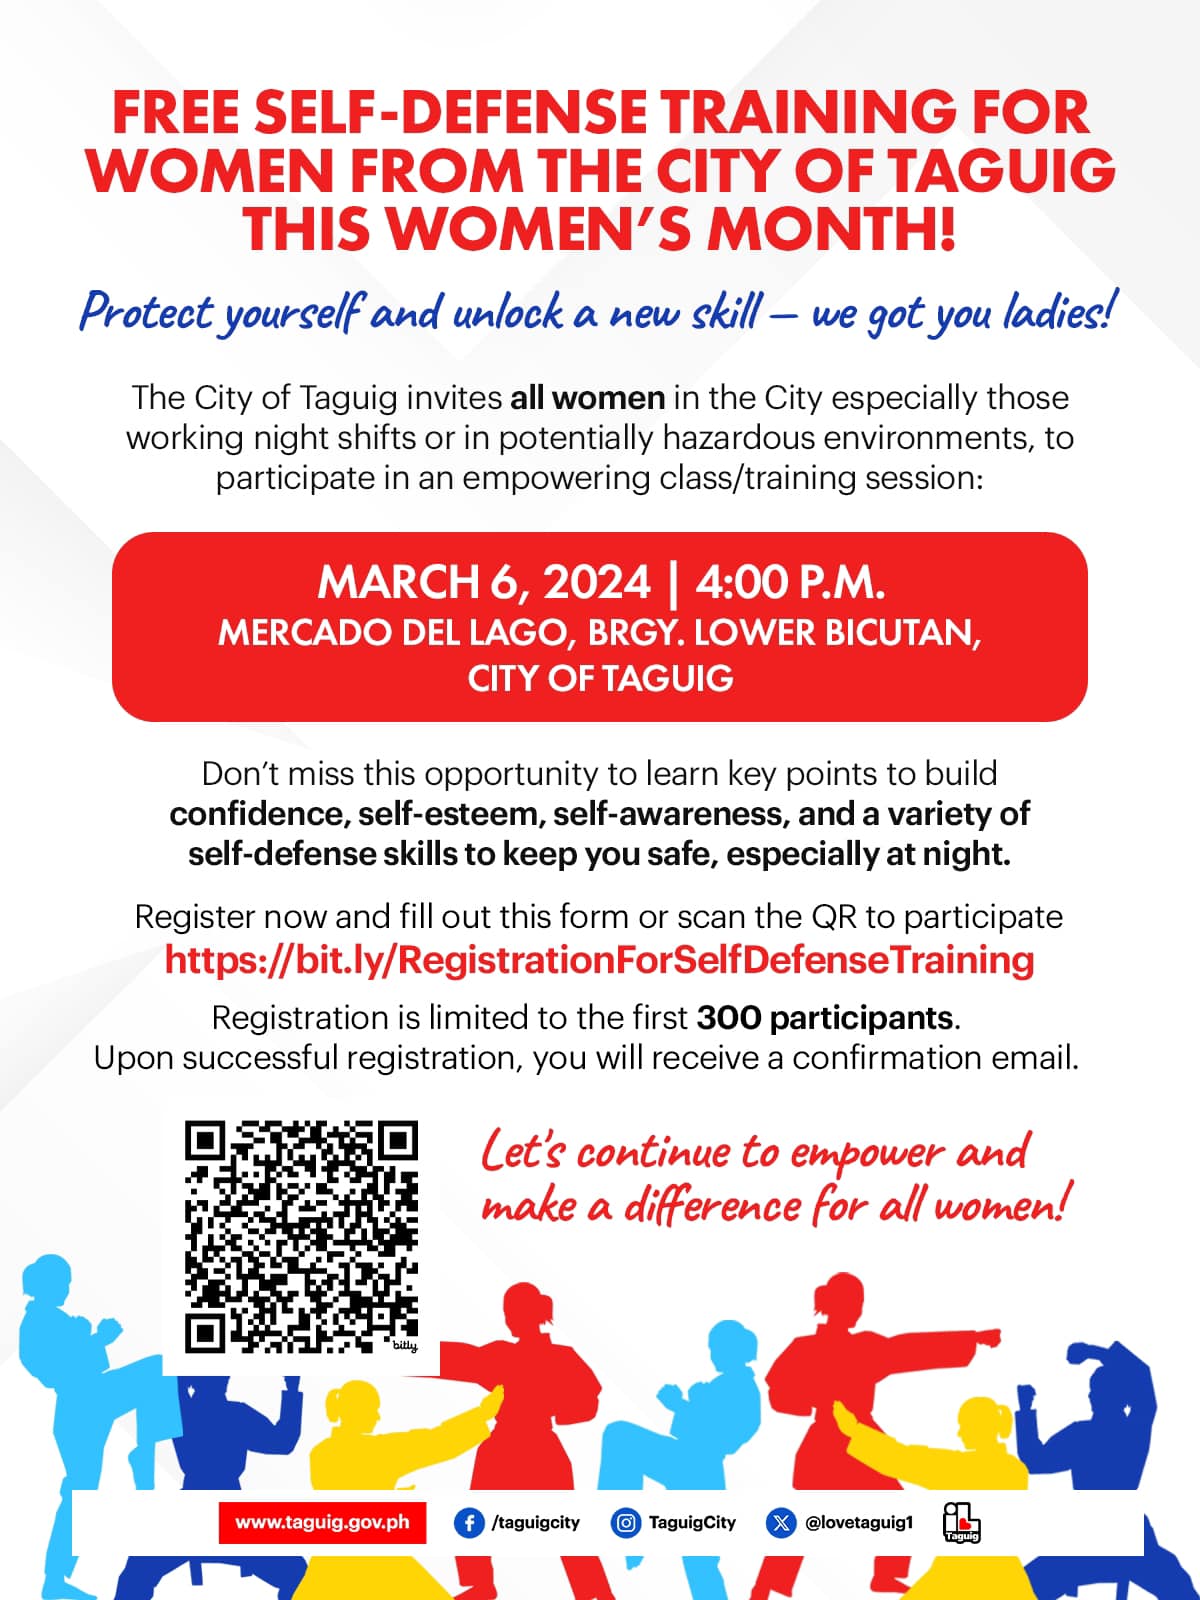 FREE SELF-DEFENSE TRAINING FOR
WOMEN FROM THE CITY OF TAGUIG
THIS WOMEN'S MONTH!
Protect yourself and unlock a new skill – we got you ladies!
The City of Taguig invites all women in the City especially those
working night shifts or in potentially hazardous environments, to
participate in an empowering class/training session:
MARCH 6, 2024 | 4:00 P.M.
MERCADO DEL LAGO, BRGY. LOWER BICUTAN,
CITY OF TAGUIG
Don't miss this opportunity to learn key points to build
confidence, self-esteem, self-awareness, and a variety of
self-defense skills to keep you safe, especially at night.
Register now and fill out this form or scan the QR to participate
https://bit.ly/RegistrationForSelfDefenseTraining
Registration is limited to the first 300 participants.
Upon successful registration, you will receive a confirmation email.
bitly
Let's continue to empower and
make a difference for all women!
www.taguig.gov.ph /taguigcity TaguigCity @lovetaguig1 iL Taguig